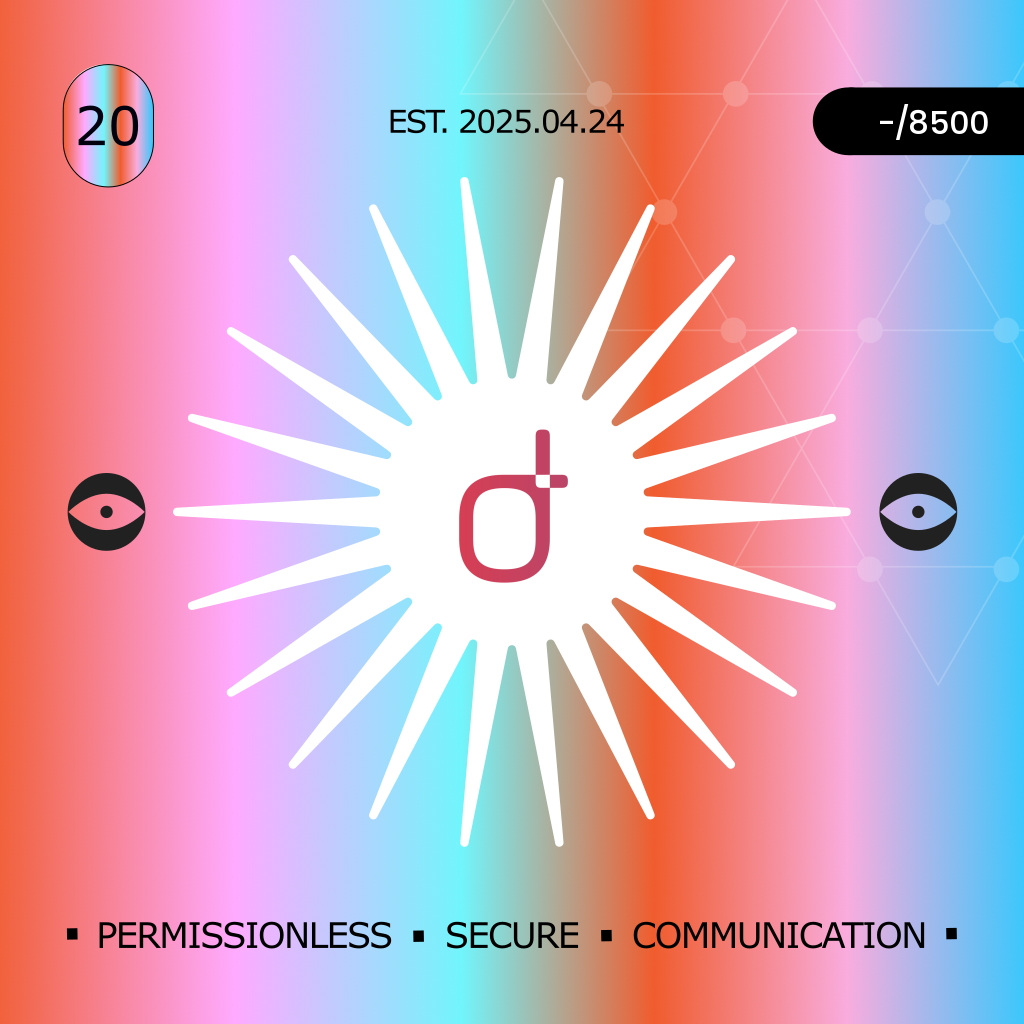 20
EST. 2025.04.24
-/8500
▪ PERMISSIONLESS ▪ SECURE ▪ COMMUNICATION ▪